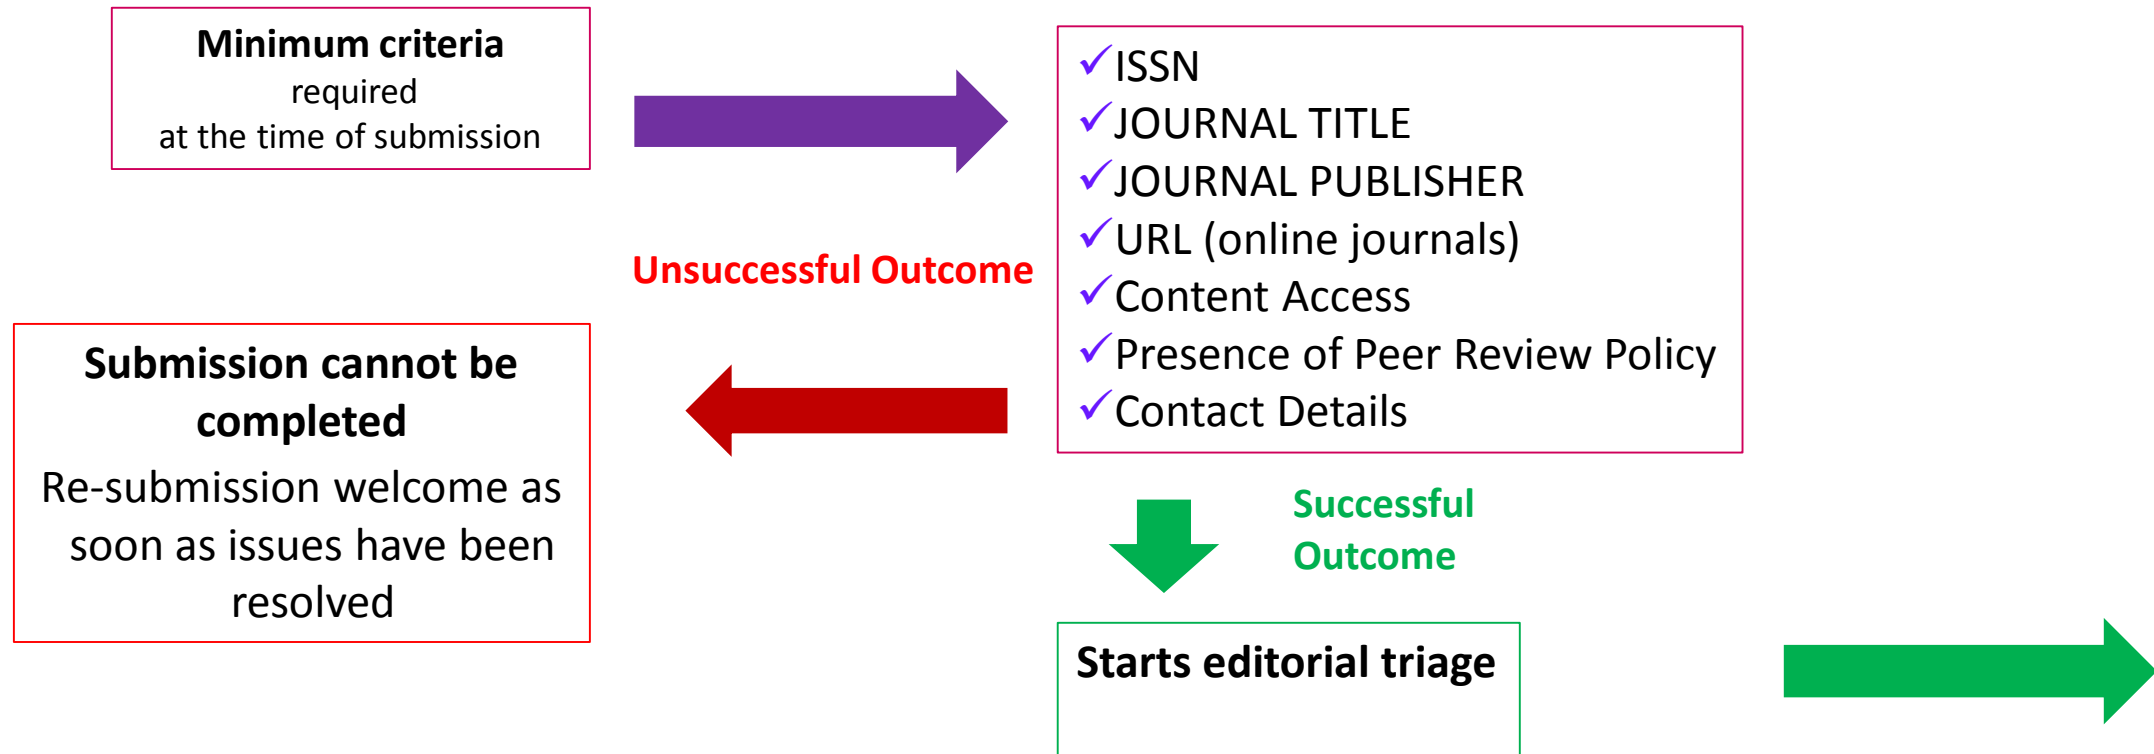 Minimum criteria
required
at the time of submission
✓ISSN
✓JOURNAL TITLE
✓JOURNAL PUBLISHER
✓URL (online journals)
✓Content Access
✓Presence of Peer Review Policy
✓Contact Details
Unsuccessful Outcome
Submission cannot be
completed
Re-submission welcome as
soon as issues have been
resolved
Successful
Outcome
Starts editorial triage